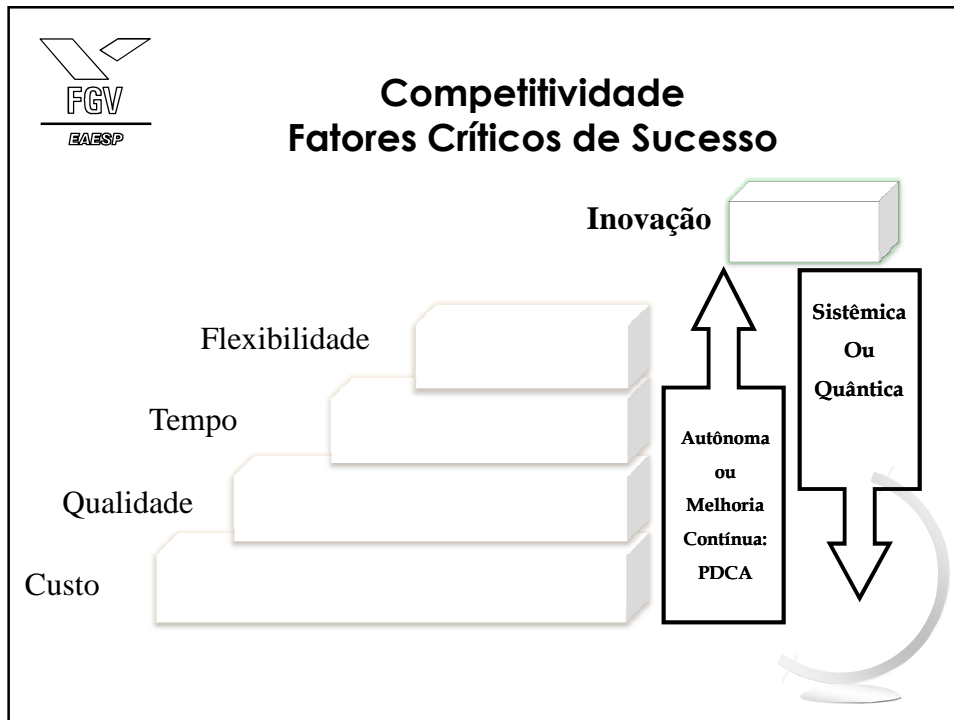 FGV
EAESP
Competitividade
Fatores Críticos de Sucesso
Inovação
Flexibilidade
Tempo
Qualidade
Custo
Autônoma
ou
Melhoria
Contínua:
PDCA
Sistêmica
Ou
Quântica